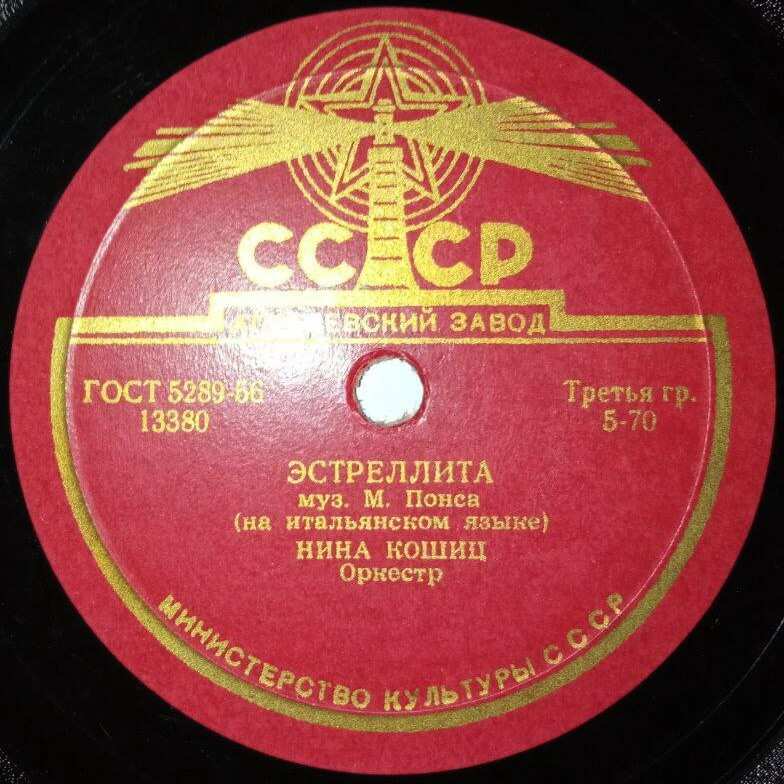 СССР
АПРЕЛЕВСКИЙ ЗАВОД
ГОСТ 5289-56
13380
Третья гр.
5-70
ЭСТРЕЛЛИТА
муз. М. Понса
(на итальянском языке)
НИНА КОШИЦ
Оркестр
МИНИСТЕРСТВО КУЛЬТУРЫ СССР